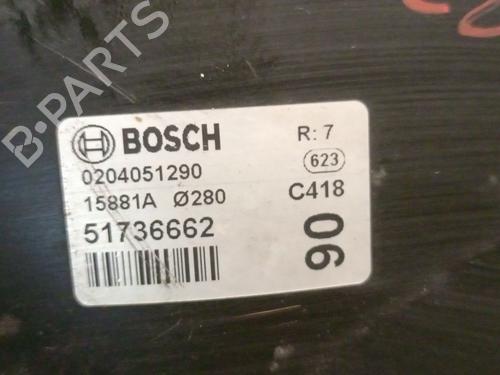 B-PARTS
BOSCH
R: 7
0204051290
623
15881A Ø280
C418
51736662
90